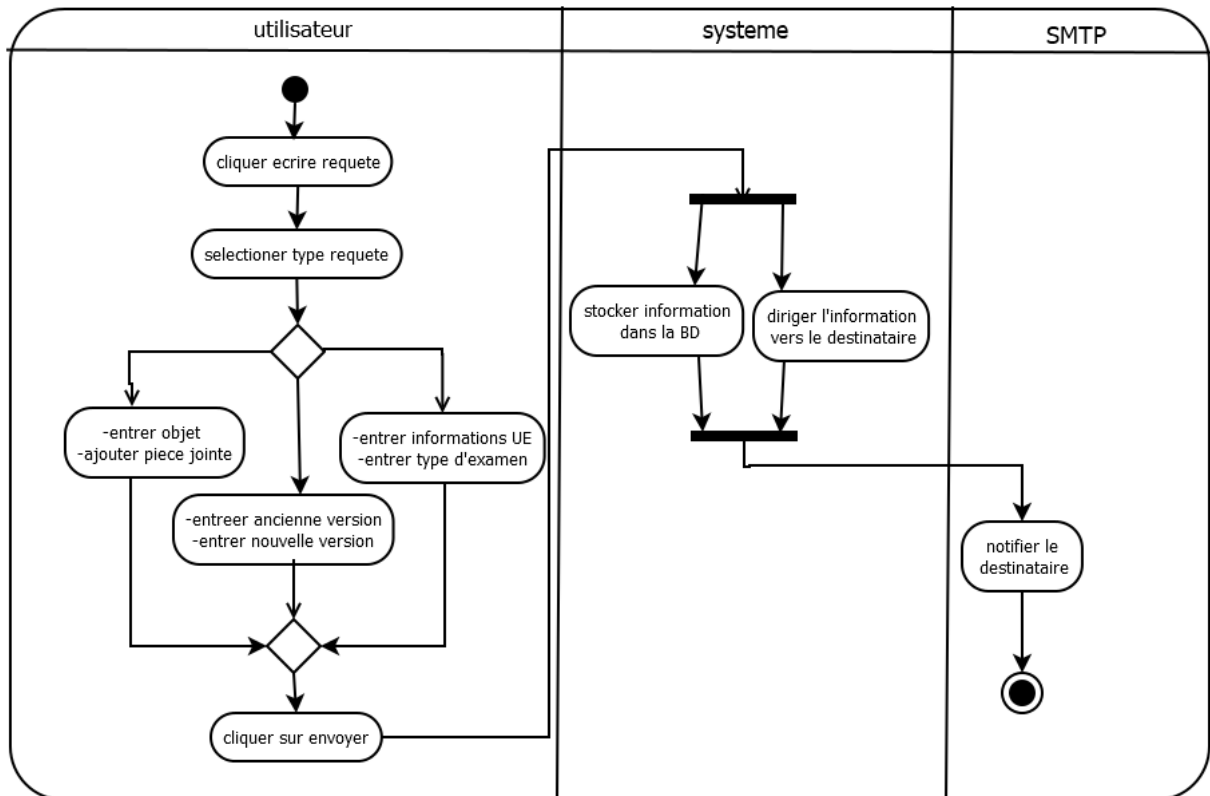 utilisateur
systeme
SMTP
cliquer ecrire requete
selectioner type requete
-entrer objet
-ajouter piece jointe
-entreer ancienne version
-entrer nouvelle version
-entrer informations UE
-entrer type d'examen
cliquer sur envoyer
stocker information
dans la BD
diriger l'information
vers le destinataire
notifier le
destinataire